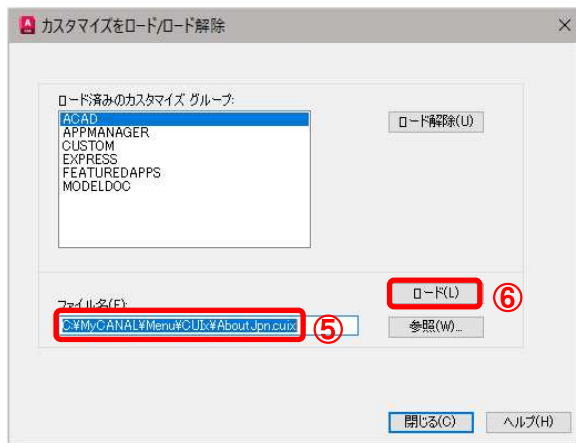 カスタマイズをロード/ロード解除
ロード済みのカスタマイズ グループ:
ACAD
APPMANAGER
CUSTOM
EXPRESS
FEATUREDAPPS
MODELDOC
ロード解除(U)
ファイル名(F):
C:¥MyCANAL¥Menu¥CUIx¥AboutJpn.cuix
⑤
ロード(L)
⑥
参照(W)...
閉じる(C)
ヘルプ(H)